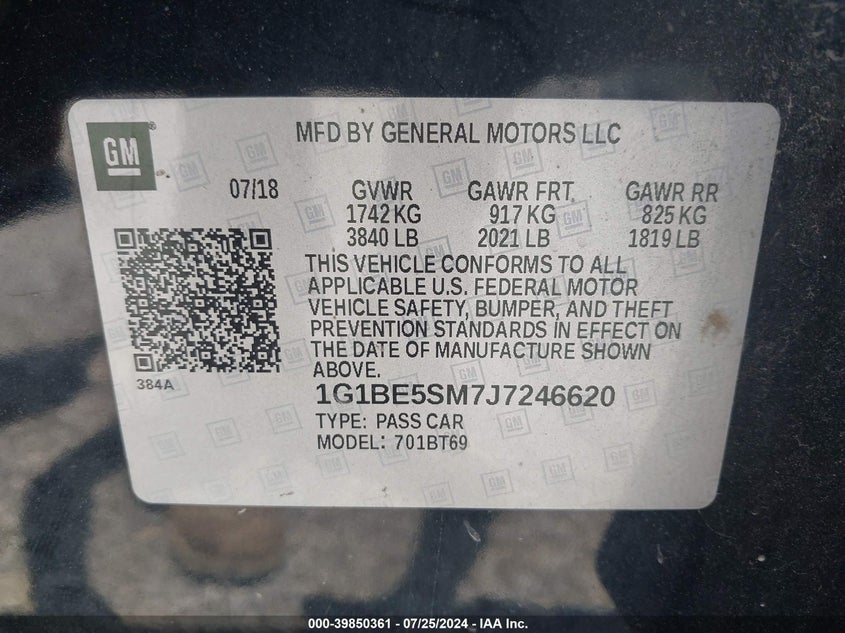 GM®
MFD BY GENERAL MOTORS LLC
07/18 GVWR GAWR FRT. GAWR RR
1742 KG 917 KG 825 KG
3840 LB 2021 LB 1819 LB
THIS VEHICLE CONFORMS TO ALL
APPLICABLE U.S. FEDERAL MOTOR
VEHICLE SAFETY, BUMPER, AND THEFT
PREVENTION STANDARDS IN EFFECT ON
THE DATE OF MANUFACTURE SHOWN
ABOVE.
384A
1G1BE5SM7J7246620
TYPE: PASS CAR
MODEL: 701BT69
000-39850361 / 07/25/2024 - IAA Inc.